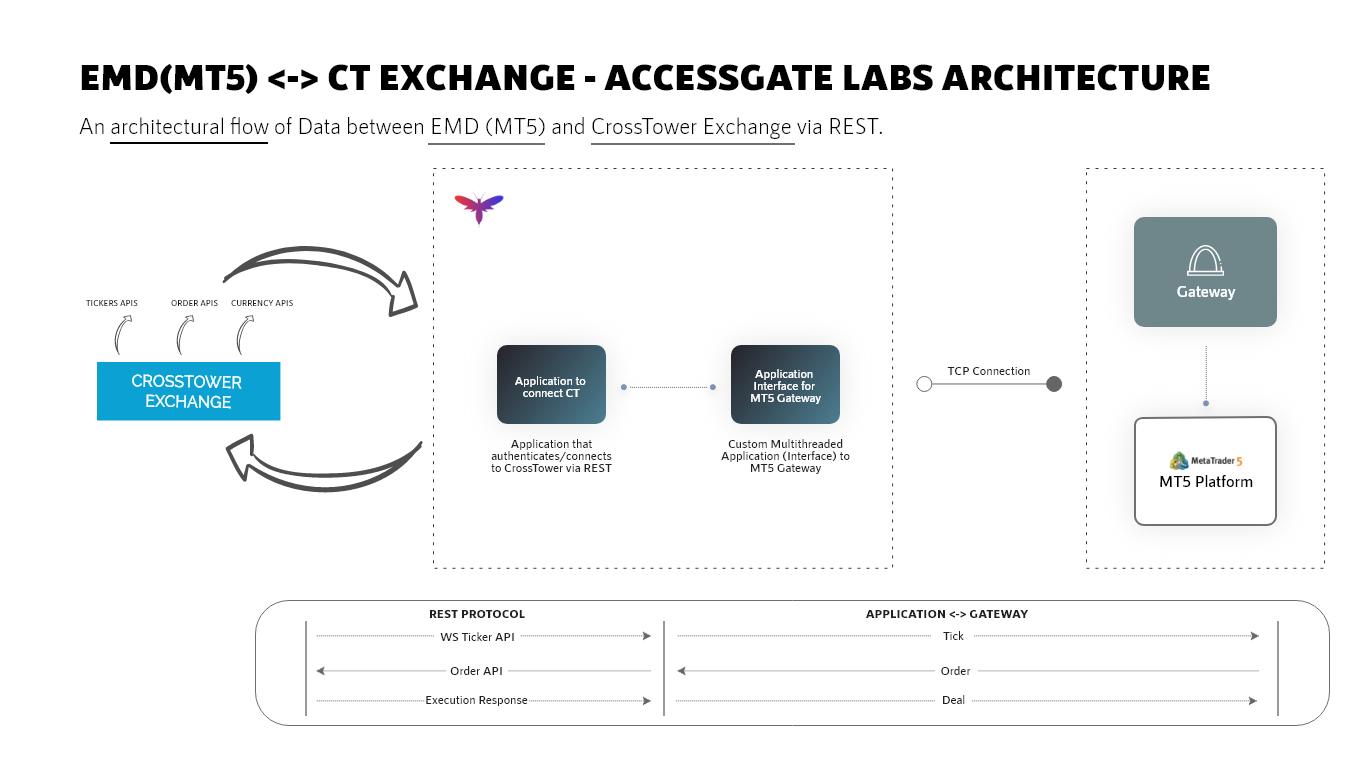 EMD(MT5) <-> CT EXCHANGE - ACCESSGATE LABS ARCHITECTURE
An architectural flow of Data between EMD (MT5) and CrossTower Exchange via REST.
TICKERS APIS
ORDER APIS
CURRENCY APIS
CROSSTOWER
EXCHANGE
Application to
connect CT
Application that
authenticates/connects
to CrossTower via REST
Application
Interface for
MT5 Gateway
Custom Multithreaded
Application (Interface) to
MT5 Gateway
TCP Connection
Gateway
MetaTrader 5
MT5 Platform
REST PROTOCOL
APPLICATION <-> GATEWAY
WS Ticker API
Tick
Order API
Order
Execution Response
Deal